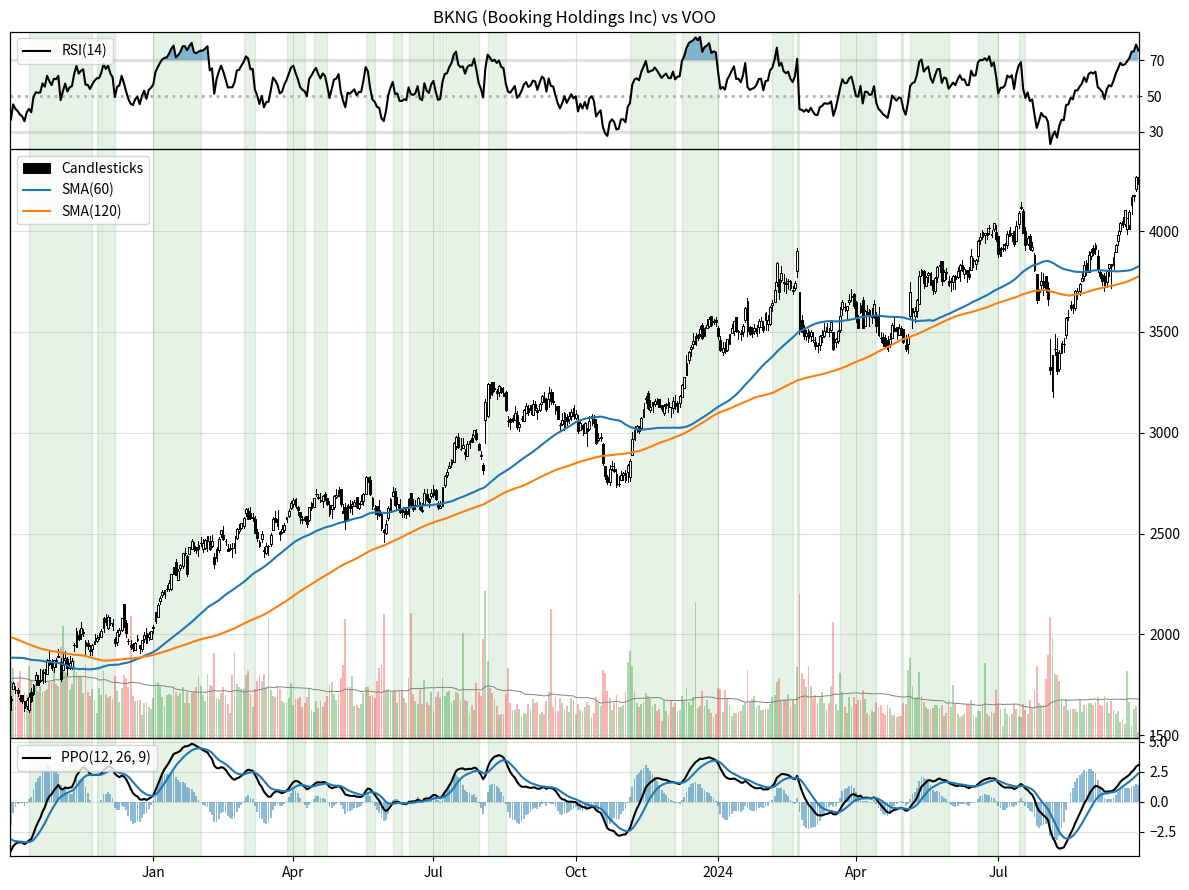 BKNG (Booking Holdings Inc) vs VOO
RSI(14)
70
50
30
Candlesticks
SMA(60)
SMA(120)
4000
3500
3000
2500
2000
1500
PPO(12, 26, 9)
5.0
2.5
0.0
−2.5
Jan Apr Jul Oct 2024 Apr Jul